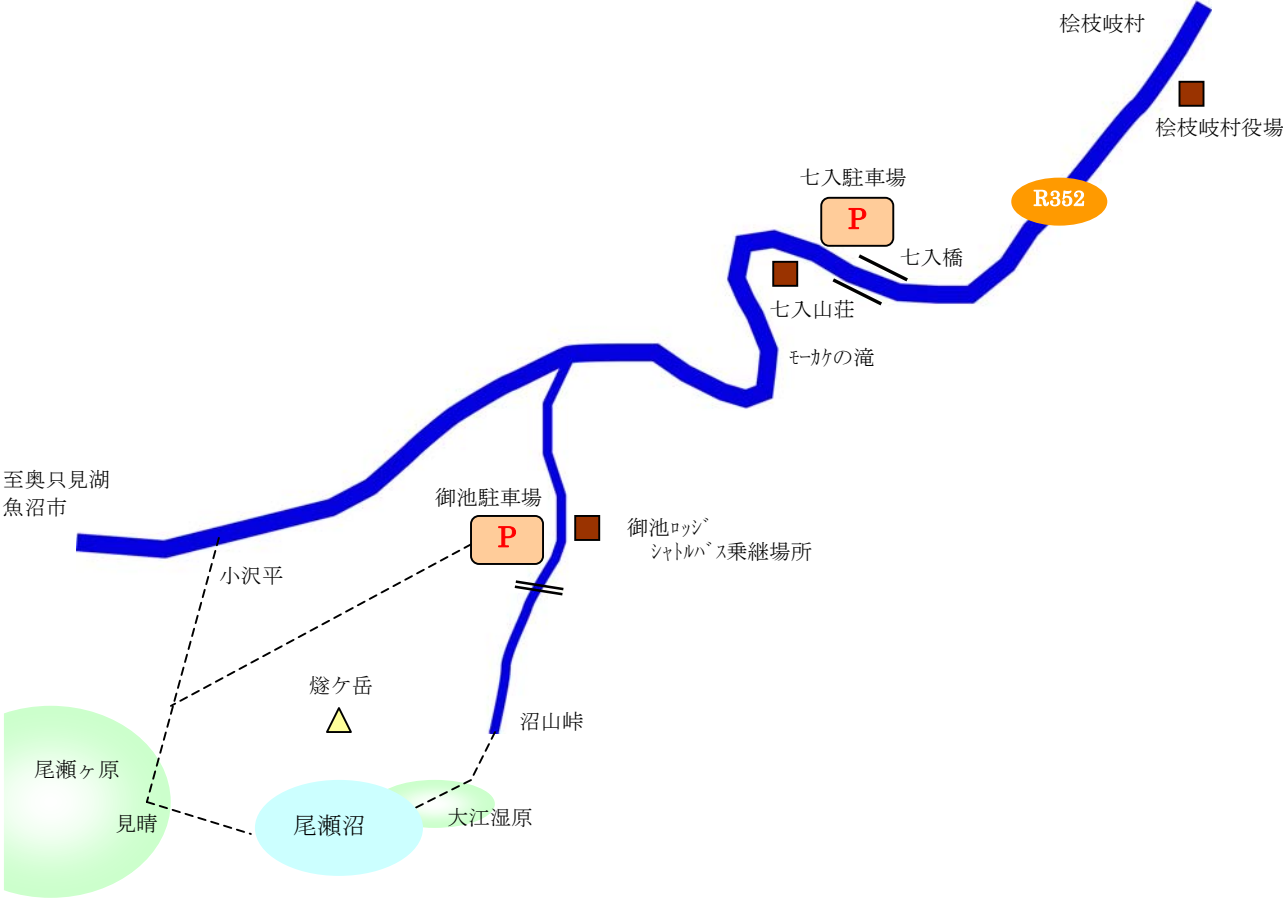 桧枝岐村
桧枝岐村役場
七入駐車場
P
R352
七入橋
七入山荘
ﾓｰｶｹの滝
至奥只見湖
魚沼市
御池駐車場
P
御池ﾛｯｼﾞ
ｼｬﾄﾙﾊﾞｽ乗継場所
小沢平
燧ケ岳
沼山峠
尾瀬ヶ原
見晴
尾瀬沼
大江湿原